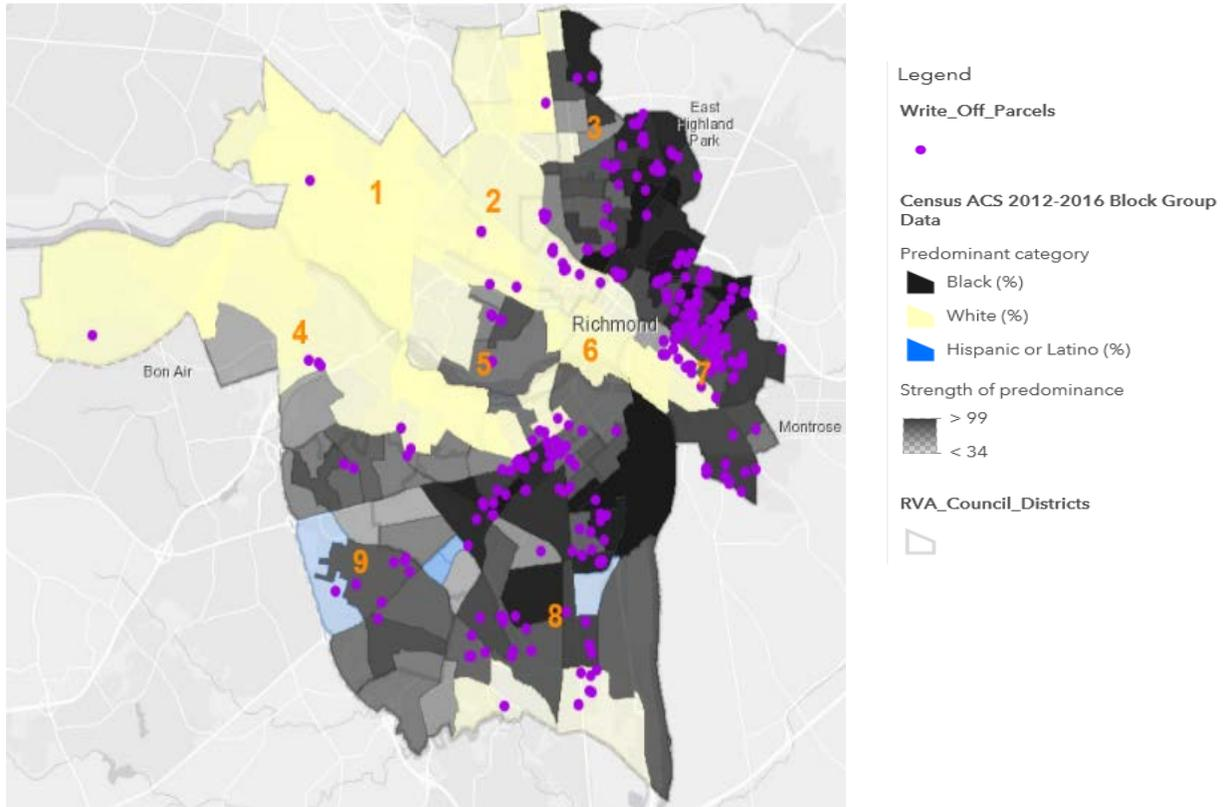 East
Highland
Park
3
1
2
Richmond
4
6
Bon Air
5
7
Montrose
9
8
Legend
Write_Off_Parcels
Census ACS 2012-2016 Block Group
Data
Predominant category
Black (%)
White (%)
Hispanic or Latino (%)
Strength of predominance
> 99
< 34
RVA_Council_Districts